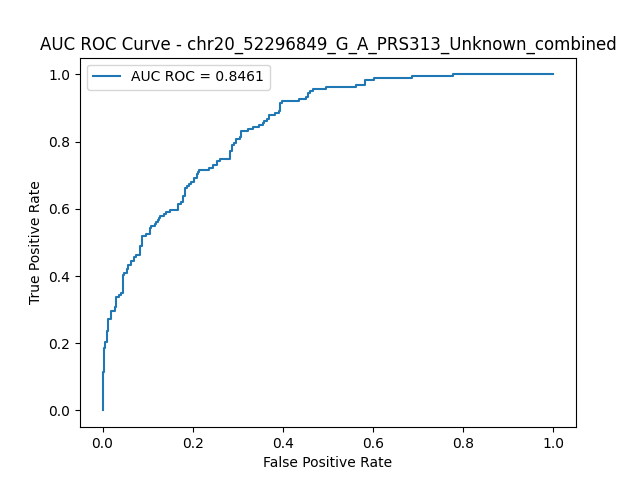 AUC ROC Curve - chr20_52296849_G_A_PRS313_Unknown_combined
AUC ROC = 0.8461
True Positive Rate
1.0
0.8
0.6
0.4
0.2
0.0
0.0 0.2 0.4 0.6 0.8 1.0
False Positive Rate